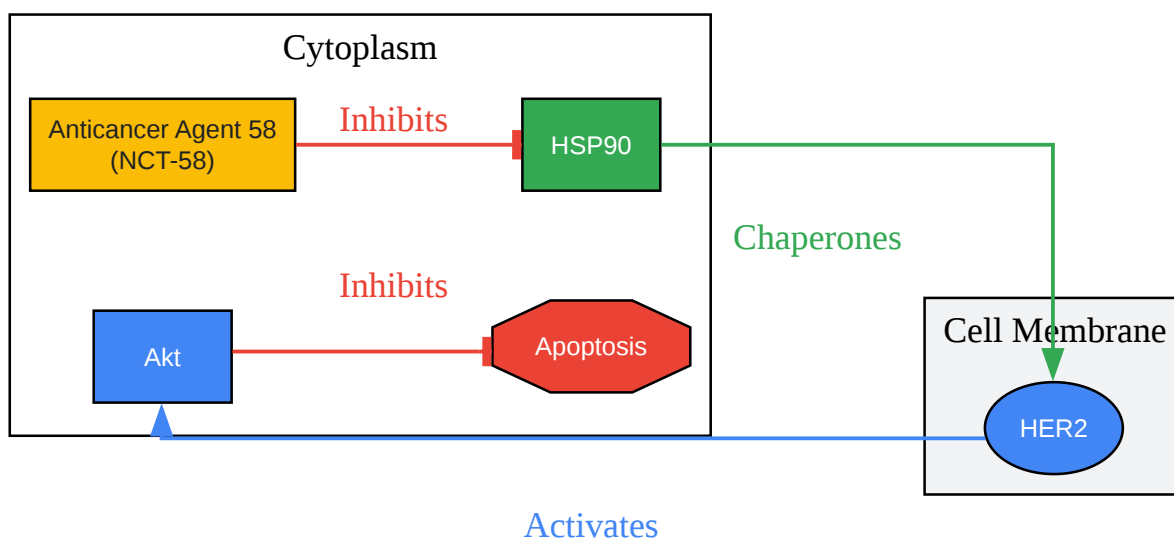 Cytoplasm
Anticancer Agent 58
(NCT-58)
Inhibits
HSP90
Chaperones
Inhibits
Akt
Apoptosis
Cell Membrane
HER2
Activates